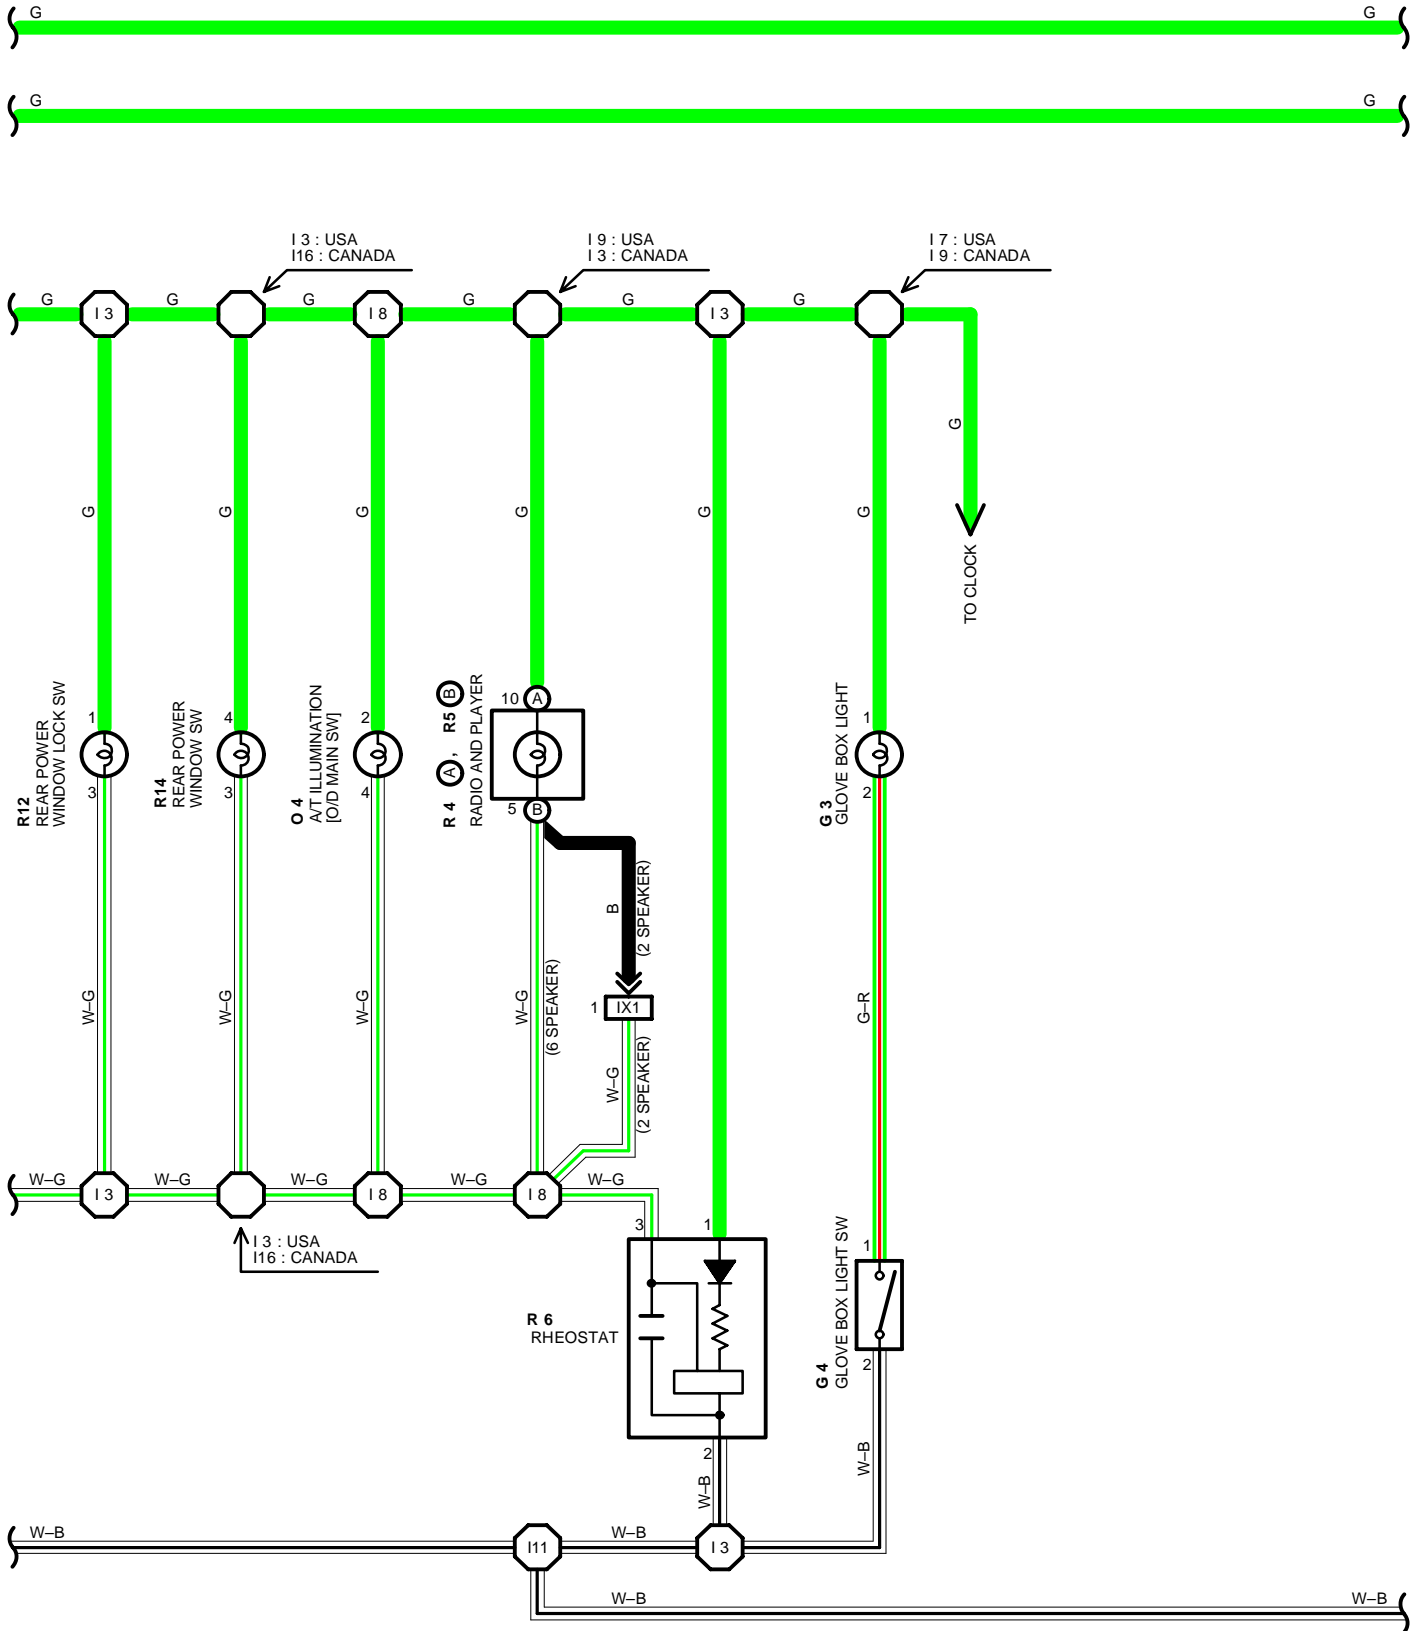 G
G
G
G
I 3 : USA
I16 : CANADA
I 9 : USA
I 3 : CANADA
I 7 : USA
I 9 : CANADA
G
G
G
G
G
G
I 3
I 8
I 3
G
G
G
G
G
G
G
TO CLOCK
R12
REAR POWER
WINDOW LOCK SW
1
3
R14
REAR POWER
WINDOW SW
4
3
O 4
A/T ILLUMINATION
[O/D MAIN SW]
2
4
R 4 A , R5 B
RADIO AND PLAYER
10 A
5 B
G 3
GLOVE BOX LIGHT
1
2
B
(2 SPEAKER)
W–G
W–G
W–G
W–G
(6 SPEAKER)
1 IX1
W–G
(2 SPEAKER)
G–R
W–G
W–G
W–G
W–G
W–G
I 3
I 8
I 8
I 3 : USA
I16 : CANADA
3
1
R 6
RHEOSTAT
2
W–B
G 4
GLOVE BOX LIGHT SW
1
2
W–B
W–B
W–B
I11
I 3
W–B
W–B